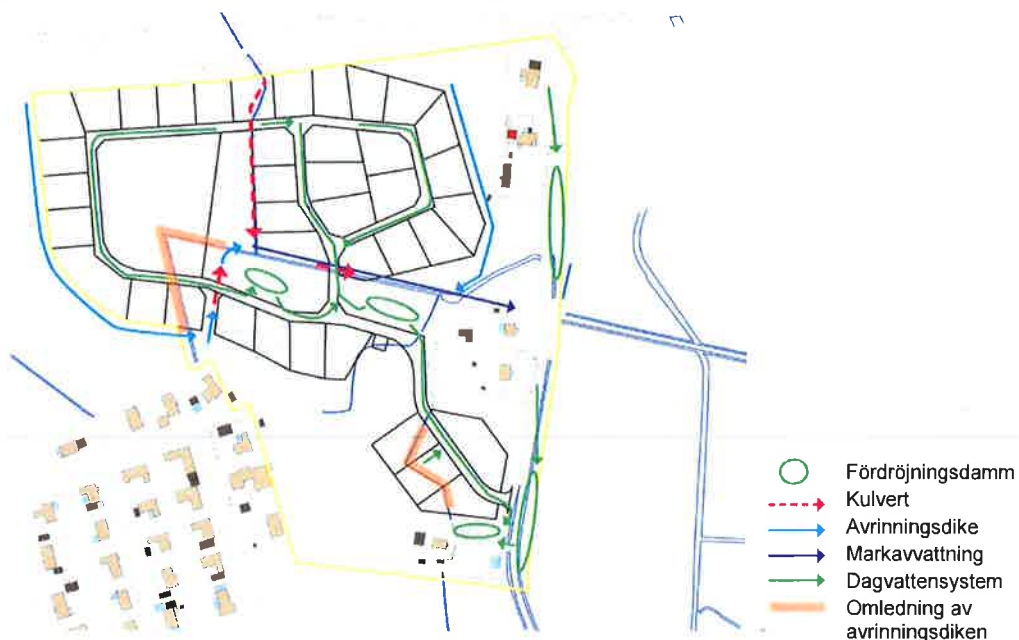 Fördröjningsdamm
Kulvert
Avrinningsdike
Markavvattning
Dagvattensystem
Omledning av
avrinningsdiken